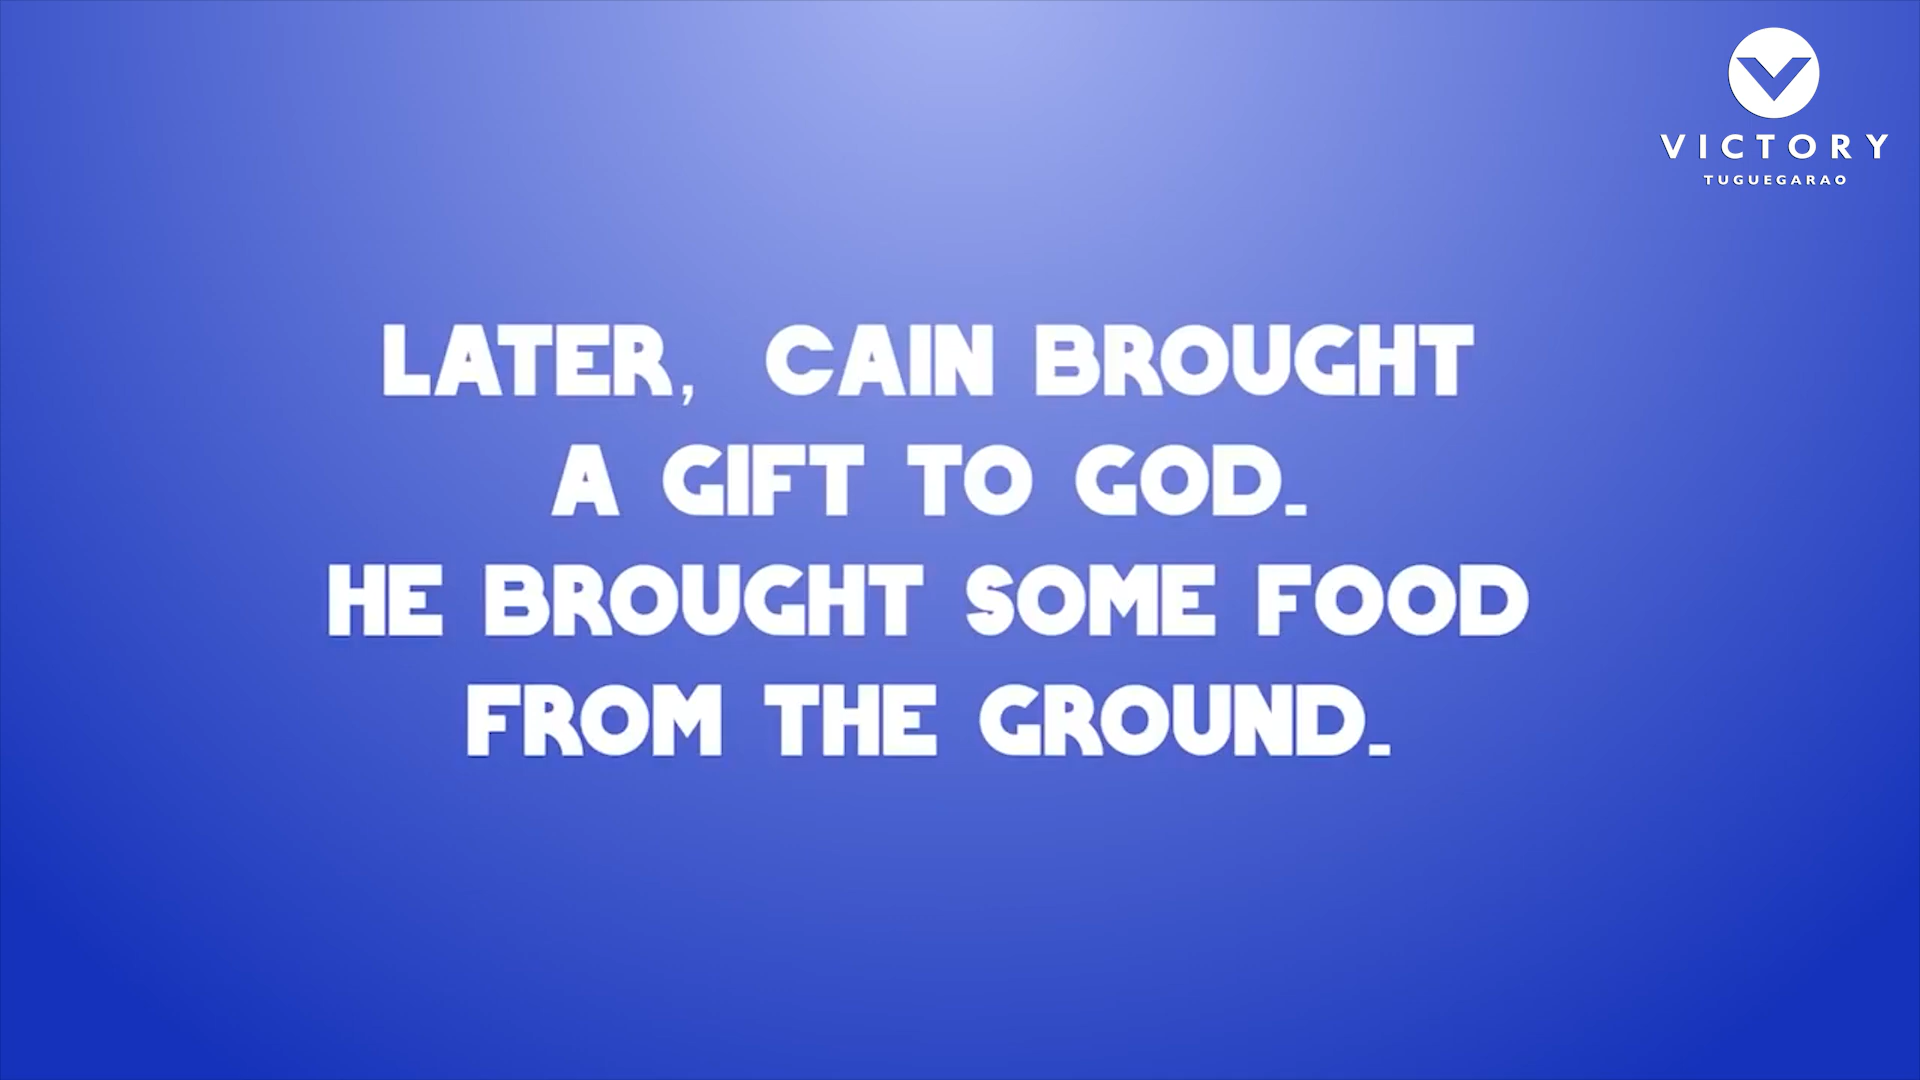 VICTORY
TUGUEGARAO
LATER, CAIN BROUGHT
A GIFT TO GOD.
HE BROUGHT SOME FOOD
FROM THE GROUND.